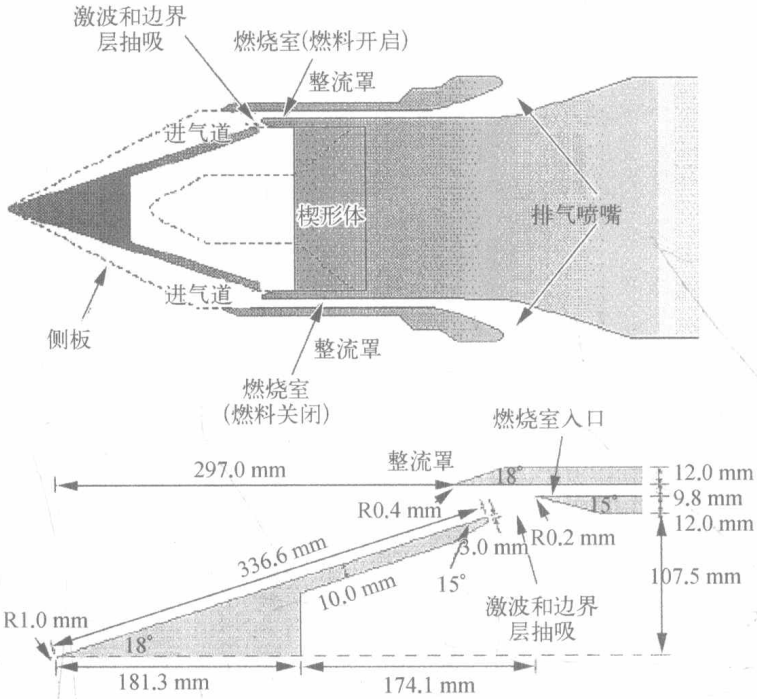 激波和边界
层抽吸
燃烧室(燃料开启)
整流罩
进气道
楔形体
排气喷嘴
进气道
侧板
整流罩
燃烧室
(燃料关闭)
燃烧室入口
297.0 mm
整流罩
18°
12.0 mm
R0.4 mm
15°
9.8 mm
12.0 mm
336.6 mm
3.0 mm
R0.2 mm
15°
10.0 mm
107.5 mm
激波和边界
层抽吸
R1.0 mm
18°
181.3 mm
174.1 mm